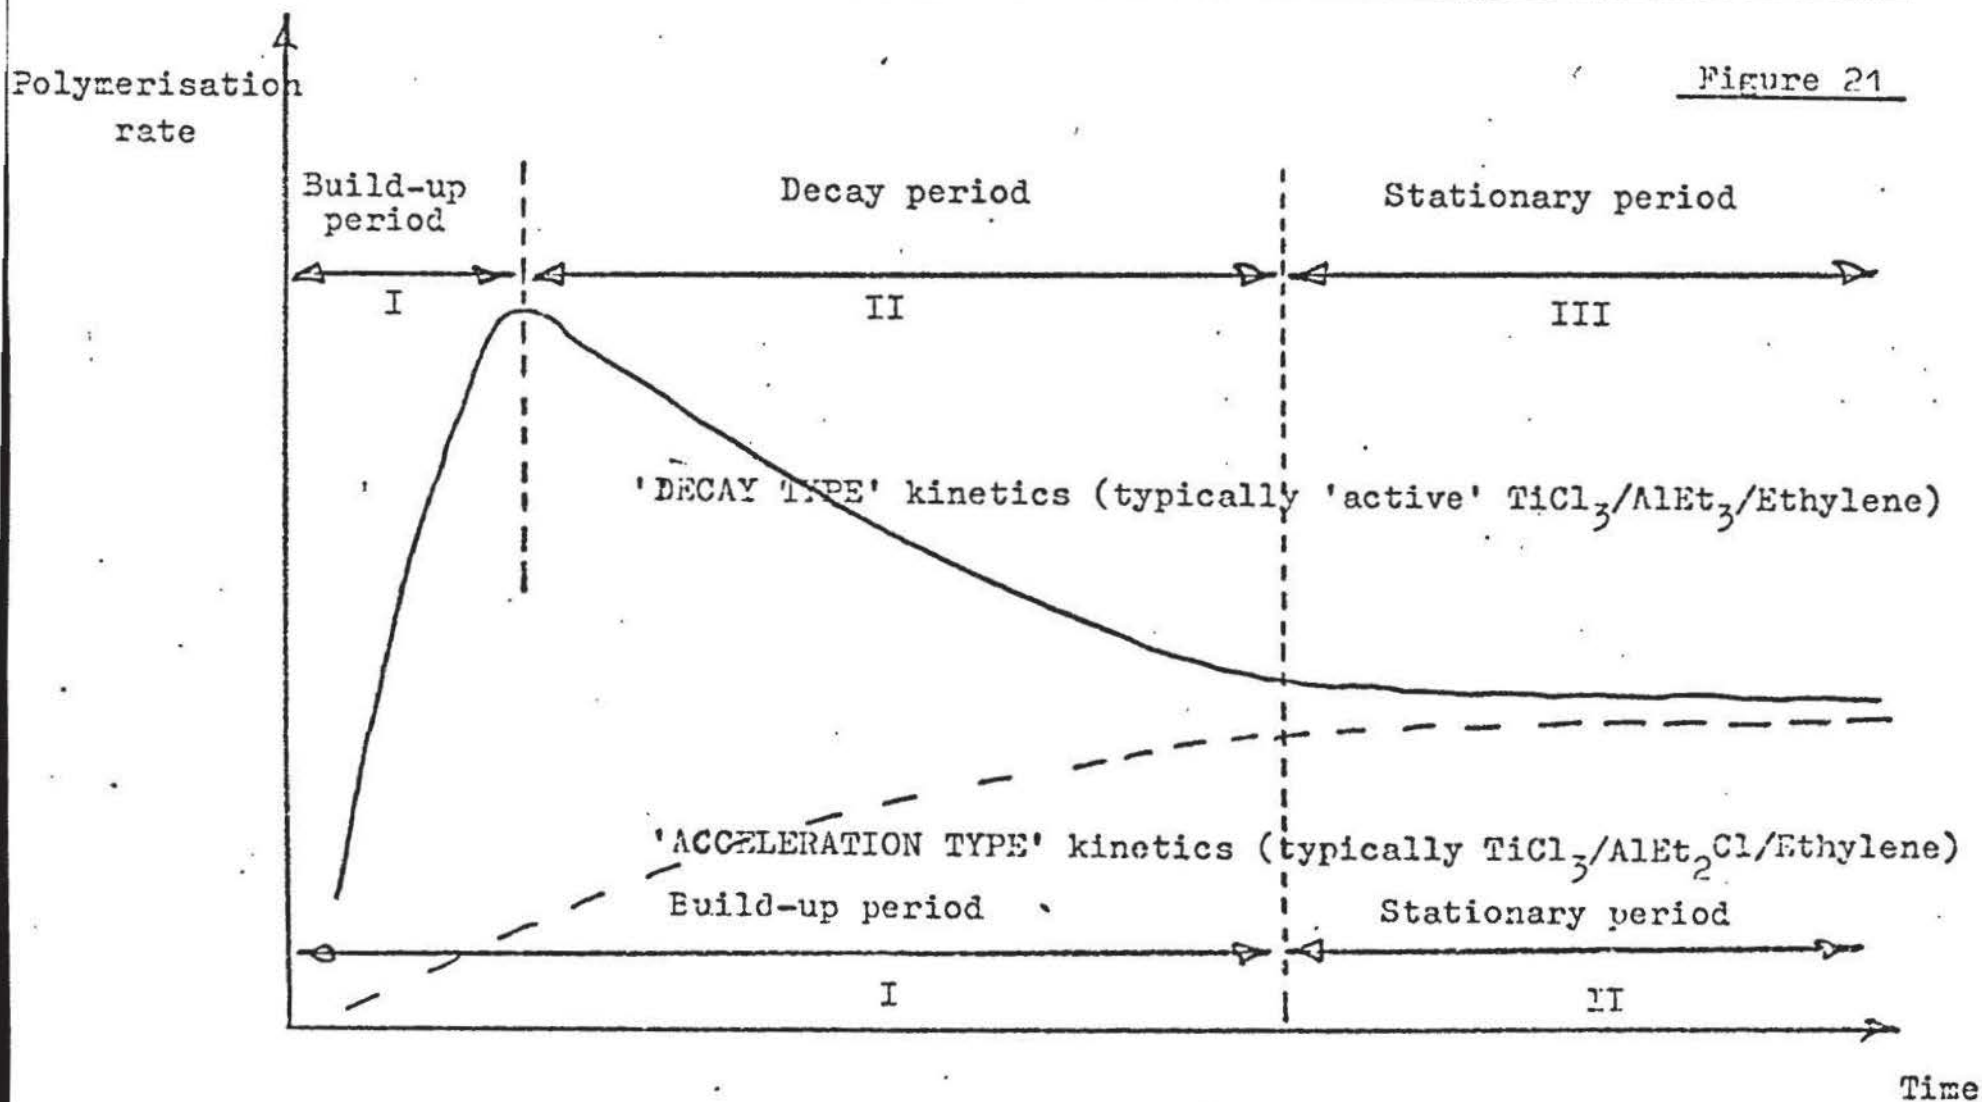 Polymerisation
rate
Figure 21
Build-up
period
Decay period
Stationary period
I
II
III
'DECAY TYPE' kinetics (typically 'active' TiCl₃/AlEt₃/Ethylene)
'ACCELERATION TYPE' kinetics (typically TiCl₃/AlEt₂Cl/Ethylene)
Build-up period
Stationary period
I
II
Time